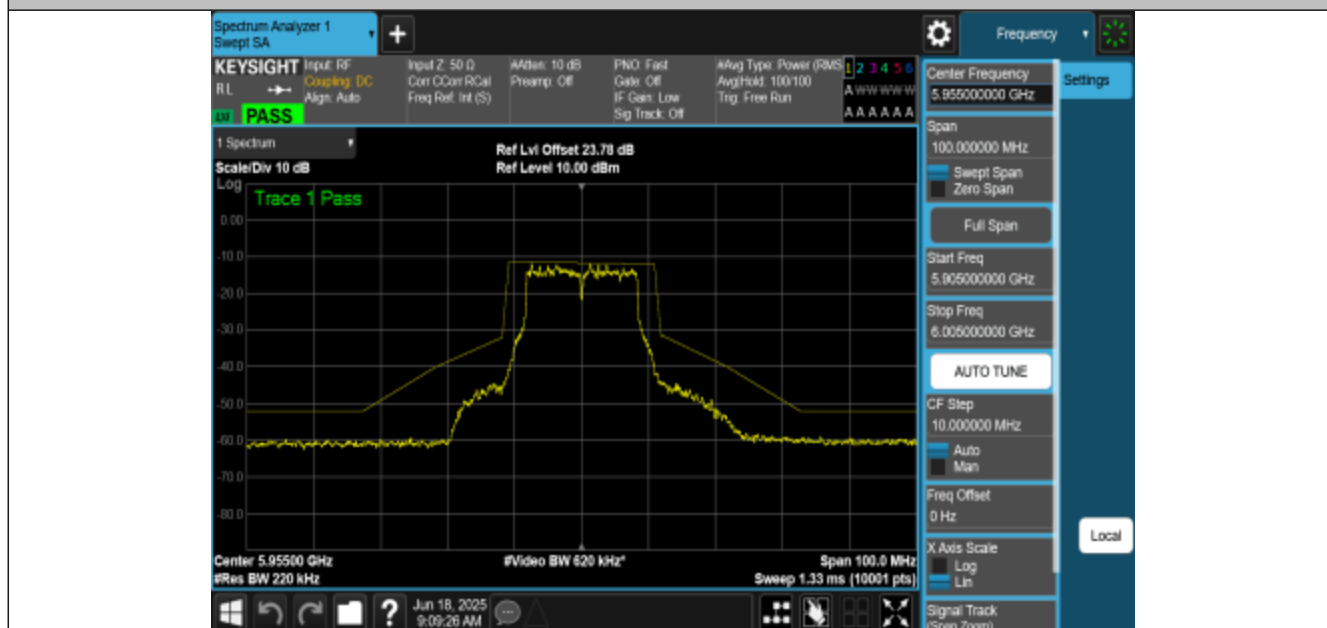 Spectrum Analyzer 1
Swept SA
+
Frequency
KEYSIGHT
Input: RF
Coupling: DC
Align: Auto
RL
PASS
Input Z: 50 Ω
Corr CCorr RCal
Freq Ref: Int (S)
#Atten: 10 dB
Preamp: Off
PNO: Fast
Gate: Off
IF Gain: Low
Sig Track: Off
#Avg Type: Power (RMS
Avg|Hold: 100/100
Trig: Free Run
1 2 3 4 5 6
A W W W W W
A A A A A A
Center Frequency
5.955000000 GHz
Settings
Span
100.000000 MHz
Swept Span
Zero Span
Full Span
Start Freq
5.905000000 GHz
Stop Freq
6.005000000 GHz
AUTO TUNE
CF Step
10.000000 MHz
Auto
Man
Freq Offset
0 Hz
X Axis Scale
Log
Lin
Signal Track
(Span Zoom)
Local
1 Spectrum
Scale/Div 10 dB
Ref Lvl Offset 23.78 dB
Ref Level 10.00 dBm
Log
Trace 1 Pass
0.00
-10.0
-20.0
-30.0
-40.0
-50.0
-60.0
-70.0
-80.0
Center 5.95500 GHz
#Video BW 620 kHz*
Span 100.0 MHz
#Res BW 220 kHz
Sweep 1.33 ms (10001 pts)
?
Jun 18, 2025
9:09:26 AM